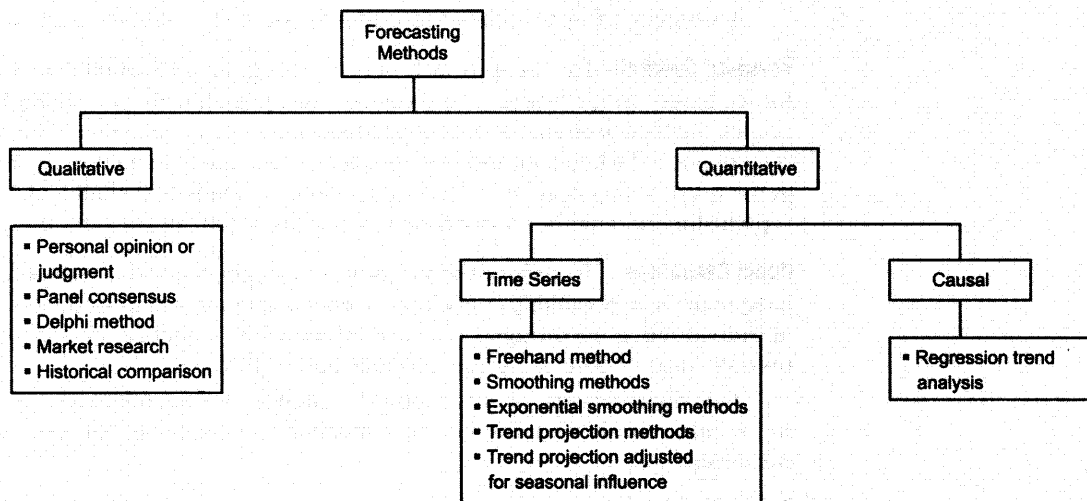 Forecasting
Methods
Qualitative
Quantitative
▪ Personal opinion or
judgment
▪ Panel consensus
▪ Delphi method
▪ Market research
▪ Historical comparison
Time Series
Causal
▪ Freehand method
▪ Smoothing methods
▪ Exponential smoothing methods
▪ Trend projection methods
▪ Trend projection adjusted
for seasonal influence
▪ Regression trend
analysis